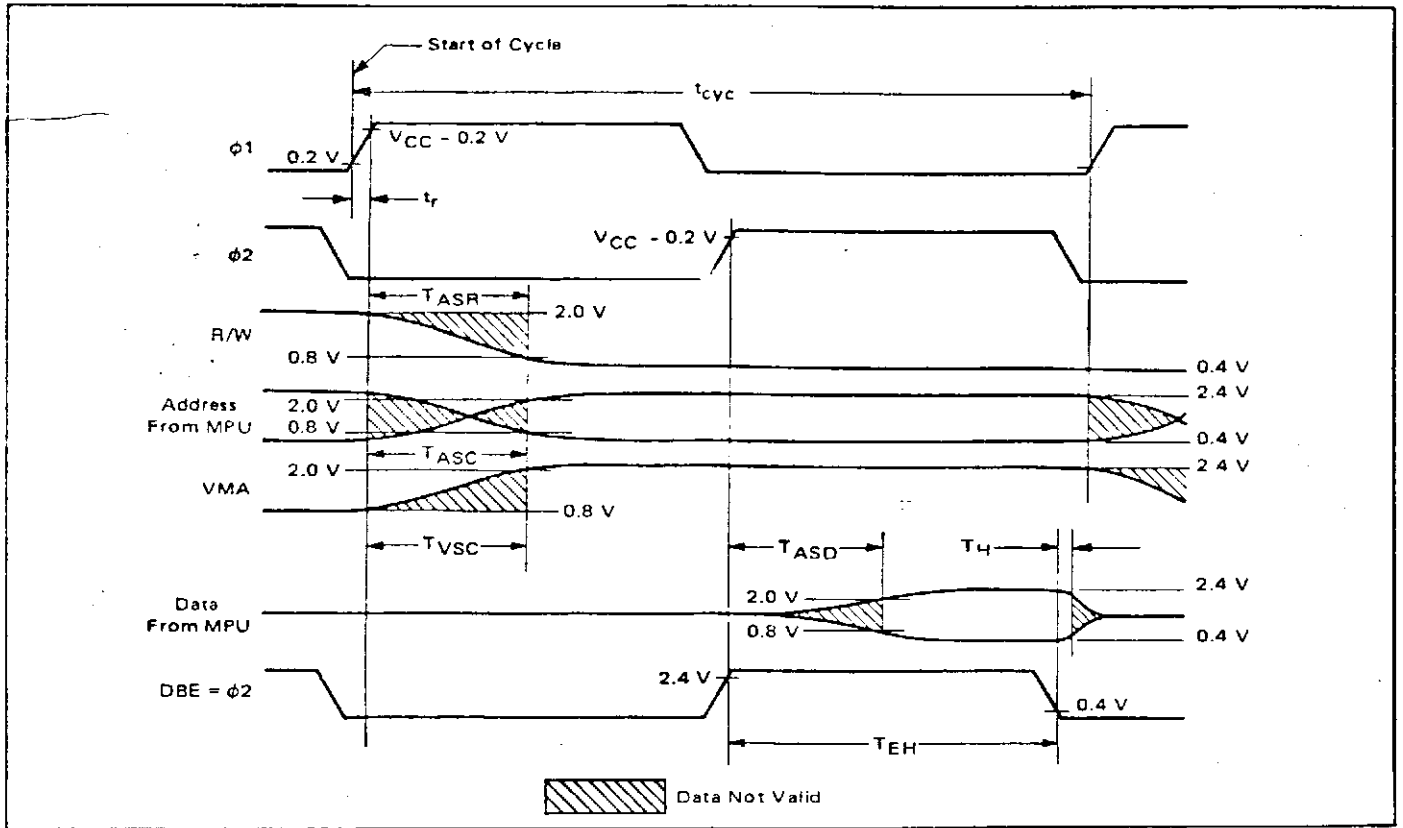 Start of Cycle
tcyc
VCC – 0.2 V
0.2 V
ϕ1
tr
VCC – 0.2 V
ϕ2
TASR
2.0 V
R/W
0.8 V
0.4 V
2.4 V
Address
From MPU
2.0 V
0.8 V
0.4 V
TASC
2.0 V
2.4 V
VMA
0.8 V
TVSC
TASD
TH
2.0 V
2.4 V
Data
From MPU
0.8 V
0.4 V
DBE = ϕ2
2.4 V
0.4 V
TEH
Data Not Valid